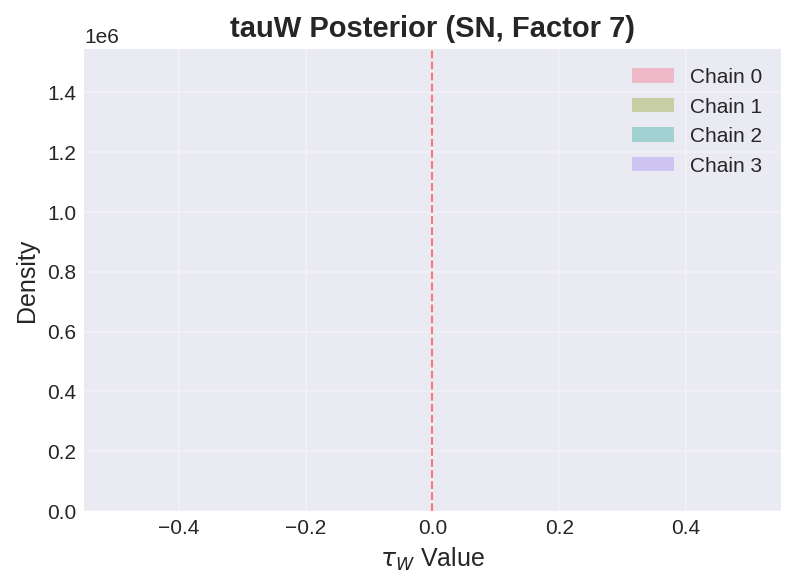 tauW Posterior (SN, Factor 7)
1e6
Chain 0
Chain 1
Chain 2
Chain 3
1.4
1.2
1.0
0.8
0.6
0.4
0.2
0.0
Density
−0.4 −0.2 0.0 0.2 0.4
τW Value